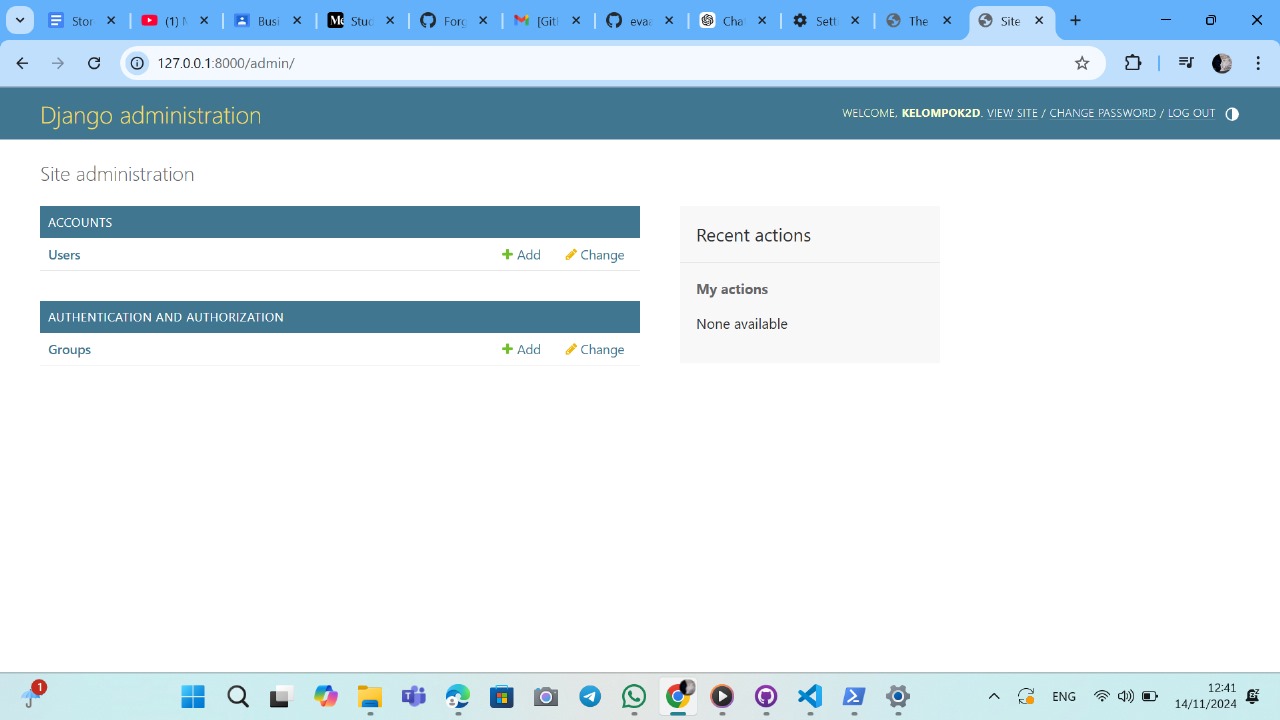 Stor
(1) M
Busi
Stud
Forg
[Git
evar
Cha
Sett
The
Site
127.0.0.1:8000/admin/
Django administration
WELCOME, KELOMPOK2D. VIEW SITE / CHANGE PASSWORD / LOG OUT
Site administration
ACCOUNTS
Users Add Change
AUTHENTICATION AND AUTHORIZATION
Groups Add Change
Recent actions
My actions
None available
1
ENG
12:41
14/11/2024